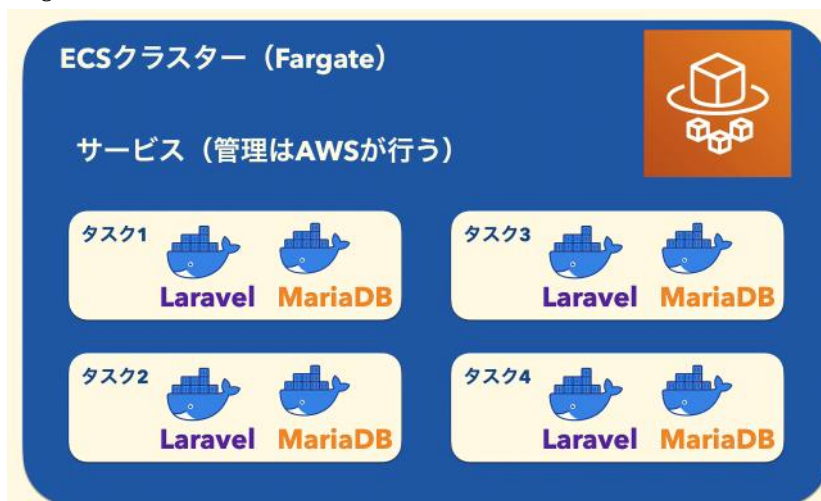 ECSクラスター（Fargate）
サービス（管理はAWSが行う）
タスク1
Laravel MariaDB
タスク3
Laravel MariaDB
タスク2
Laravel MariaDB
タスク4
Laravel MariaDB